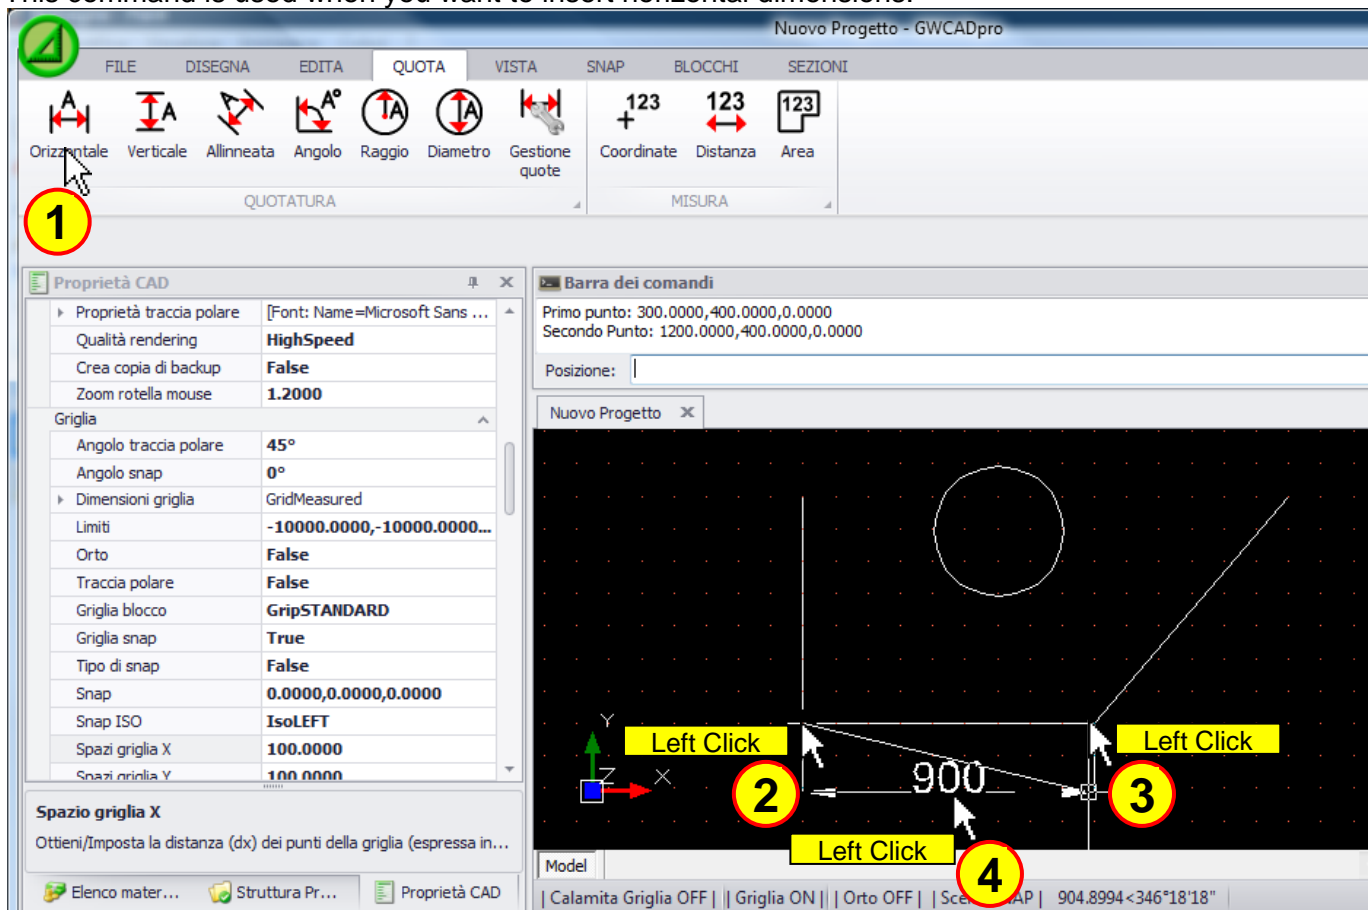 This command is used when you want to insert horizontal dimensions.
Nuovo Progetto - GWCADpro
FILE DISEGNA EDITA QUOTA VISTA SNAP BLOCCHI SEZIONI
A A A A° A A 123 123 123
Orizzontale Verticale Allinneata Angolo Raggio Diametro Gestione quote Coordinate Distanza Area
1
QUOTATURA MISURA
Proprietà CAD
Proprietà traccia polare [Font: Name=Microsoft Sans ...
Qualità rendering HighSpeed
Crea copia di backup False
Zoom rotella mouse 1.2000
Griglia
Angolo traccia polare 45°
Angolo snap 0°
Dimensioni griglia GridMeasured
Limiti -10000.0000,-10000.0000...
Orto False
Traccia polare False
Griglia blocco GripSTANDARD
Griglia snap True
Tipo di snap False
Snap 0.0000,0.0000,0.0000
Snap ISO IsoLEFT
Spazi griglia X 100.0000
Spazi griglia Y 100.0000
Spazio griglia X
Ottieni/Imposta la distanza (dx) dei punti della griglia (espressa in...
Elenco mater... Struttura Pr... Proprietà CAD
Barra dei comandi
Primo punto: 300.0000,400.0000,0.0000
Secondo Punto: 1200.0000,400.0000,0.0000
Posizione:
Nuovo Progetto
Y
Left Click Left Click
Z X
2 900 3
Left Click
4
Model
| Calamita Griglia OFF | | Griglia ON | | Orto OFF | 904.8994<346°18'18"